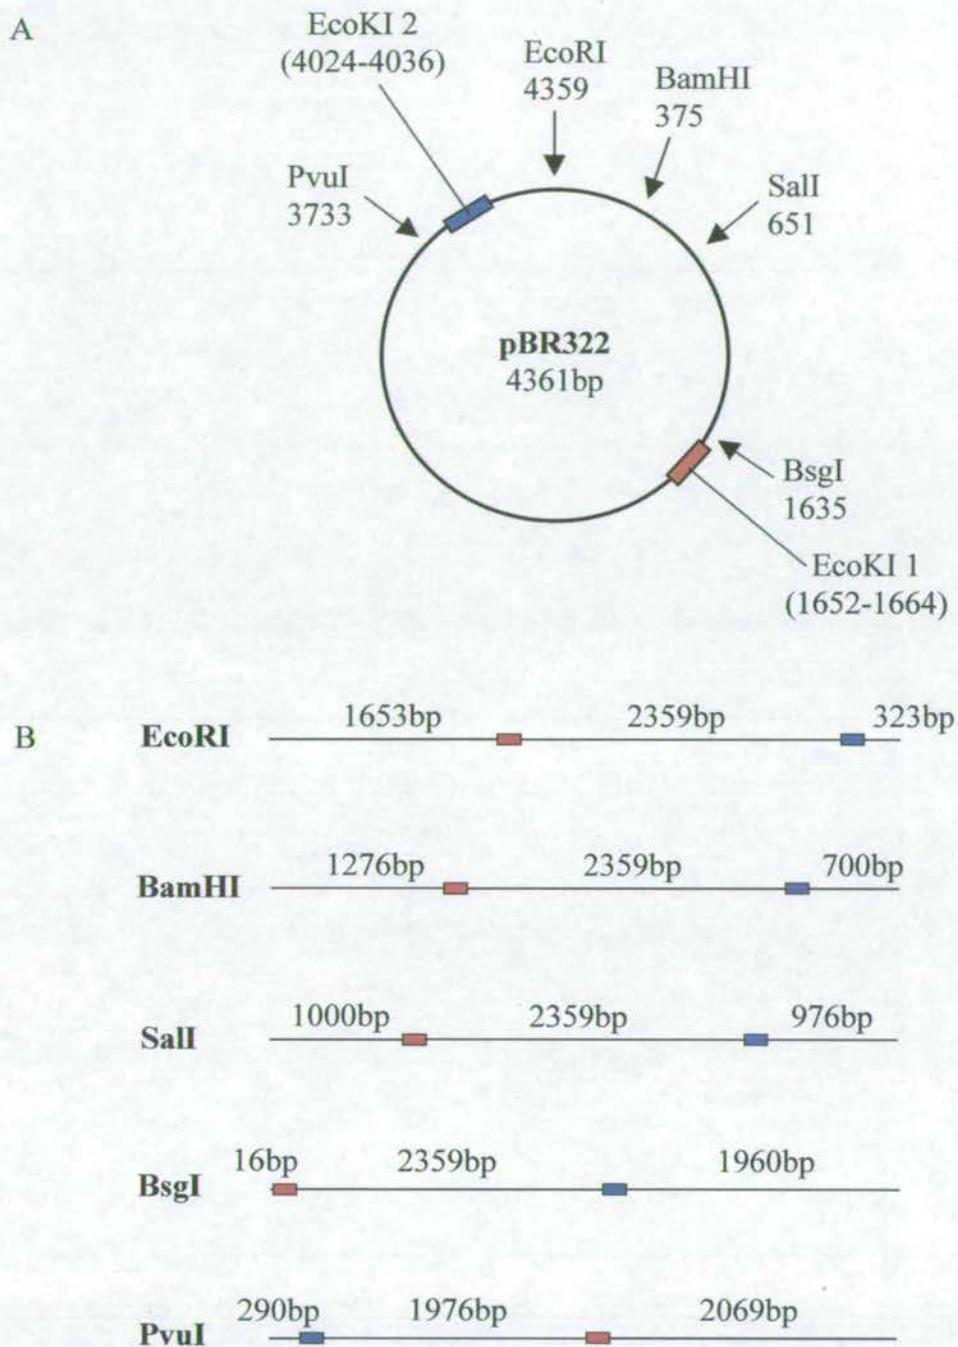 A
EcoKI 2
(4024-4036)
EcoRI
4359
BamHI
375
PvuI
3733
SalI
651
pBR322
4361bp
BsgI
1635
EcoKI 1
(1652-1664)
B
EcoRI
1653bp 2359bp 323bp
BamHI
1276bp 2359bp 700bp
SalI
1000bp 2359bp 976bp
BsgI
16bp 2359bp 1960bp
PvuI
290bp 1976bp 2069bp